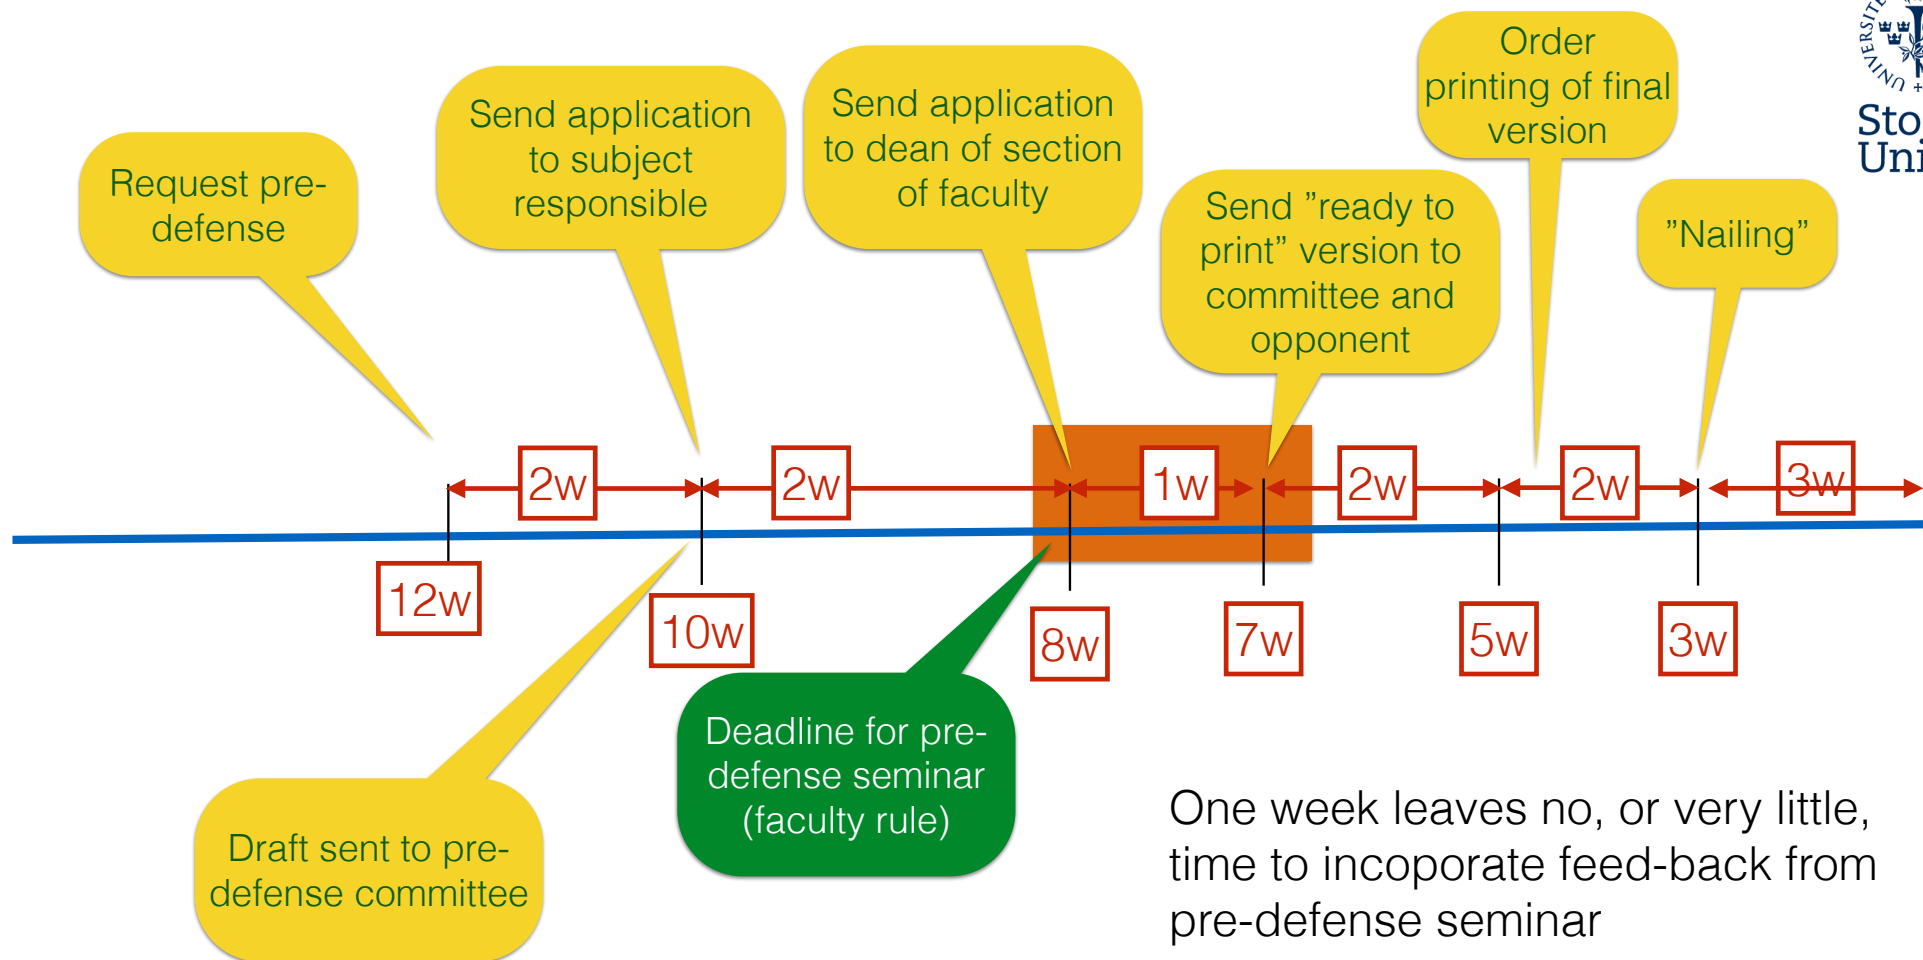 Order
printing of final
version
Send application
to subject
responsible
Send application
to dean of section
of faculty
Request pre-
defense
Send ”ready to
print” version to
committee and
opponent
”Nailing”
2w
2w
1w
2w
2w
3w
12w
10w
8w
7w
5w
3w
Deadline for pre-
defense seminar
(faculty rule)
Draft sent to pre-
defense committee
One week leaves no, or very little,
time to incoporate feed-back from
pre-defense seminar
Sto
Uni